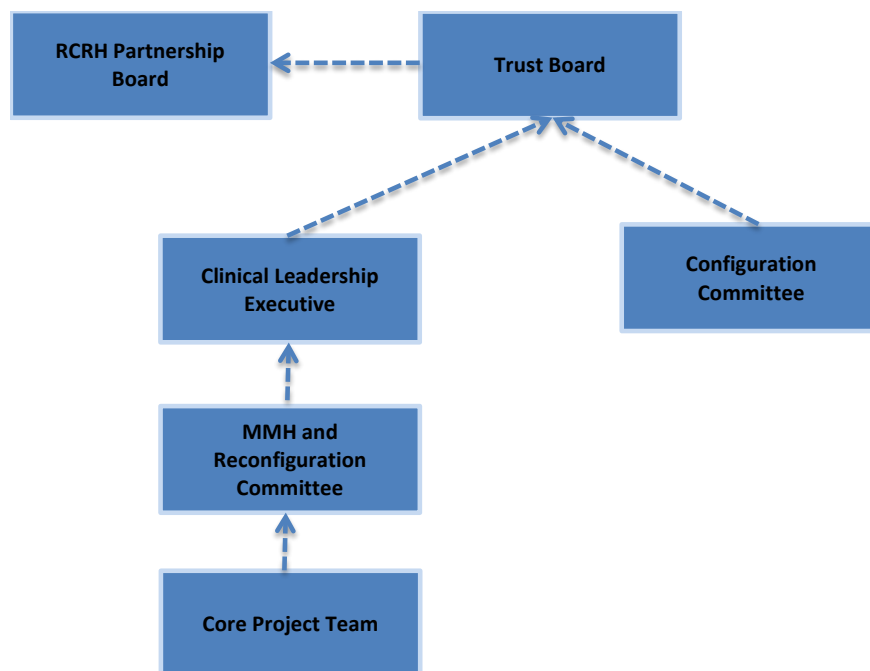 RCRH Partnership
Board
Trust Board
Clinical Leadership
Executive
Configuration
Committee
MMH and
Reconfiguration
Committee
Core Project Team